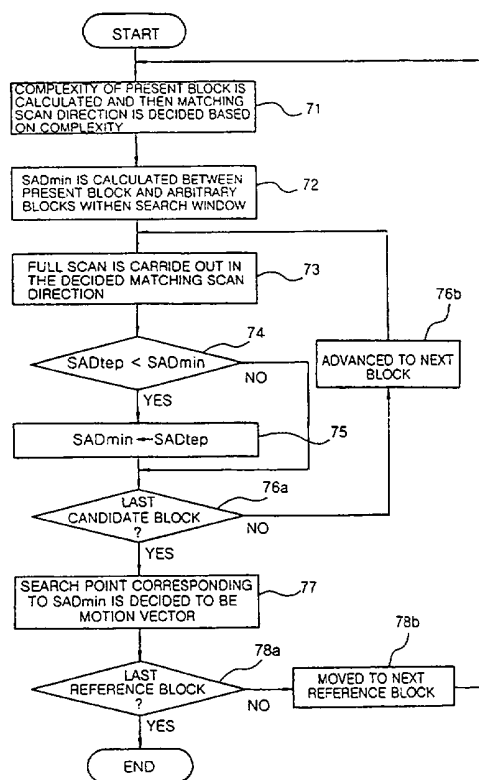 START
COMPLEXITY OF PRESENT BLOCK IS
CALCULATED AND THEN MATCHING
SCAN DIRECTION IS DECIDED BASED
ON COMPLEXITY
71
SADmin IS CALCULATED BETWEEN
PRESENT BLOCK AND ARBITRARY
BLOCKS WITHEN SEARCH WINDOW
72
FULL SCAN IS CARRIDE OUT IN
THE DECIDED MATCHING SCAN
DIRECTION
73
76b
ADVANCED TO NEXT
BLOCK
74
SADtep < SADmin
NO
YES
SADmin ← SADtep
75
76a
LAST
CANDIDATE BLOCK
?
NO
YES
SEARCH POINT CORRESPONDING
TO SADmin IS DECIDED TO BE
MOTION VECTOR
77
78a
LAST
REFERENCE BLOCK
?
NO
78b
MOVED TO NEXT
REFERENCE BLOCK
YES
END